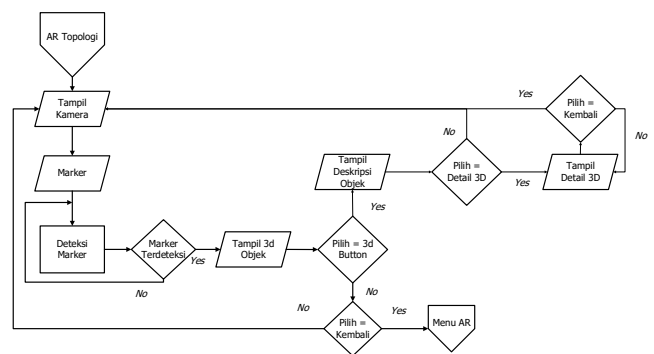 AR Topologi
Tampil
Kamera
Marker
Deteksi
Marker
Marker
Terdeteksi
Yes
No
Tampil 3d
Objek
Pilih = 3d
Button
Yes
No
Tampil
Deskripsi
Objek
Pilih =
Detail 3D
No
Yes
Tampil
Detail 3D
Pilih =
Kembali
Yes
No
Pilih =
Kembali
No
Yes
Menu AR